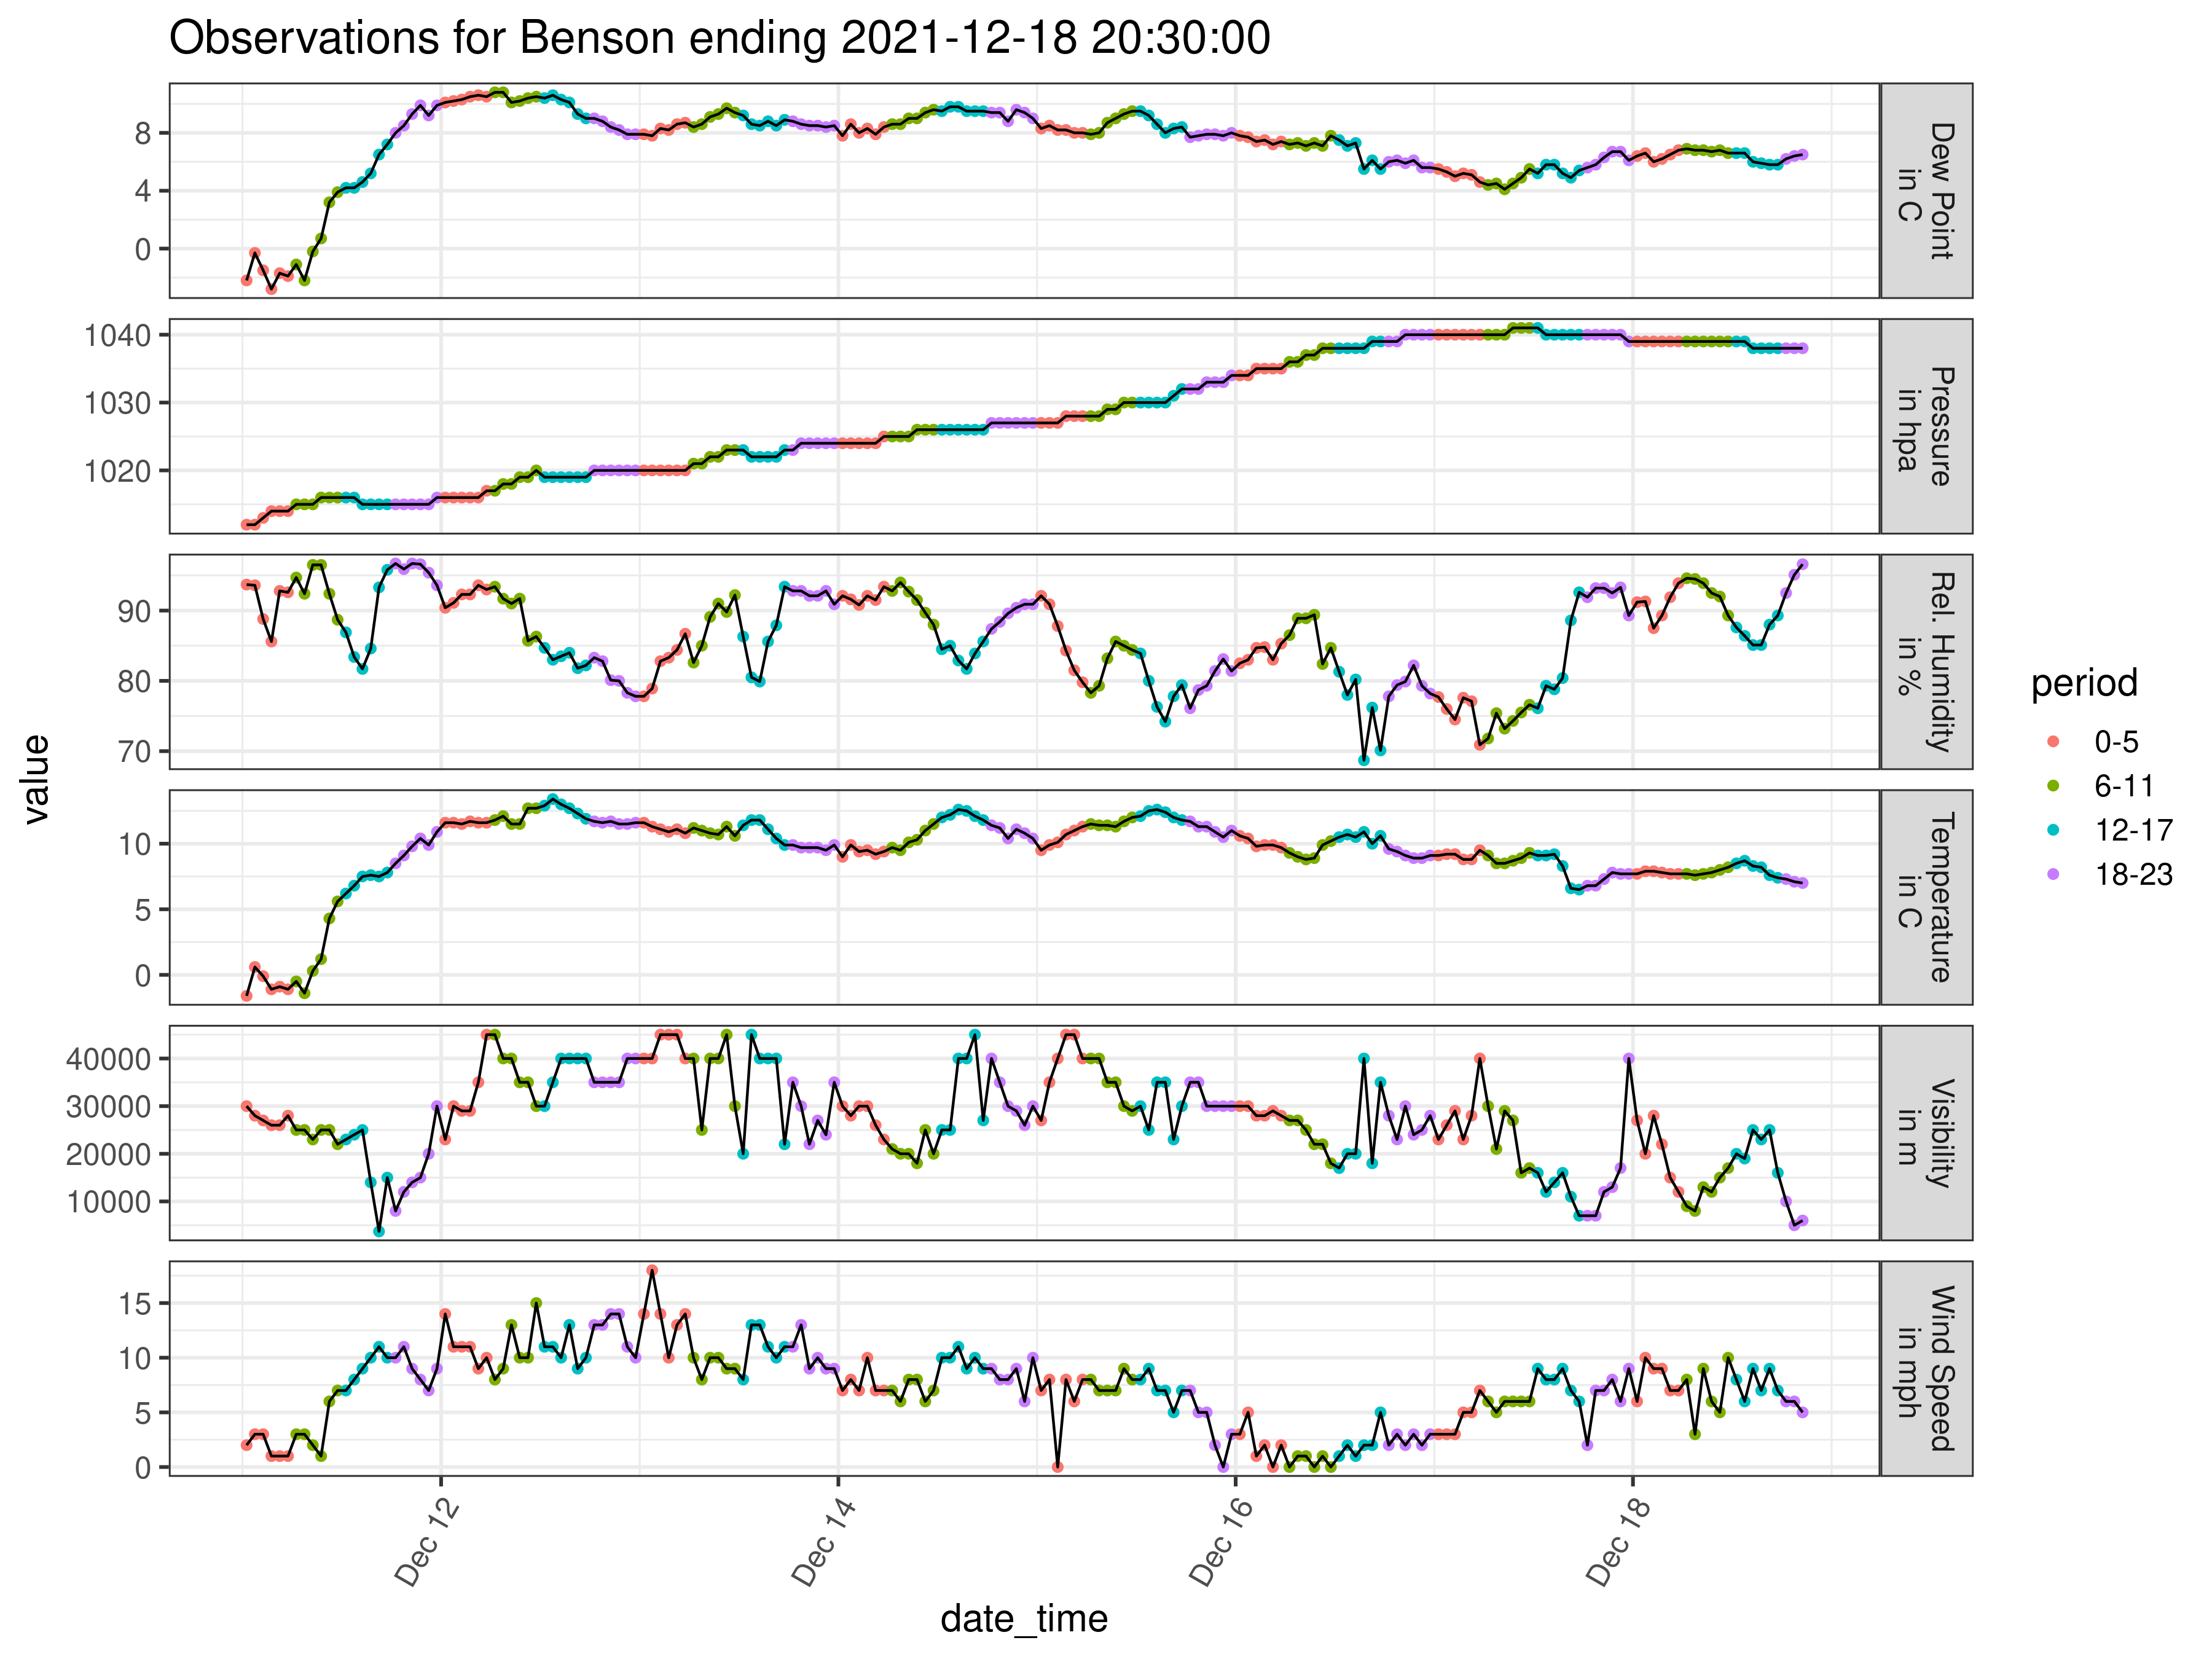 Observations for Benson ending 2021-12-18 20:30:00
8
4
0
Dew Point
in C
1040
1030
1020
Pressure
in hpa
90
80
70
Rel. Humidity
in %
10
5
0
Temperature
in C
40000
30000
20000
10000
Visibility
in m
15
10
5
0
Wind Speed
in mph
value
Dec 12
Dec 14
Dec 16
Dec 18
date_time
period
0-5
6-11
12-17
18-23